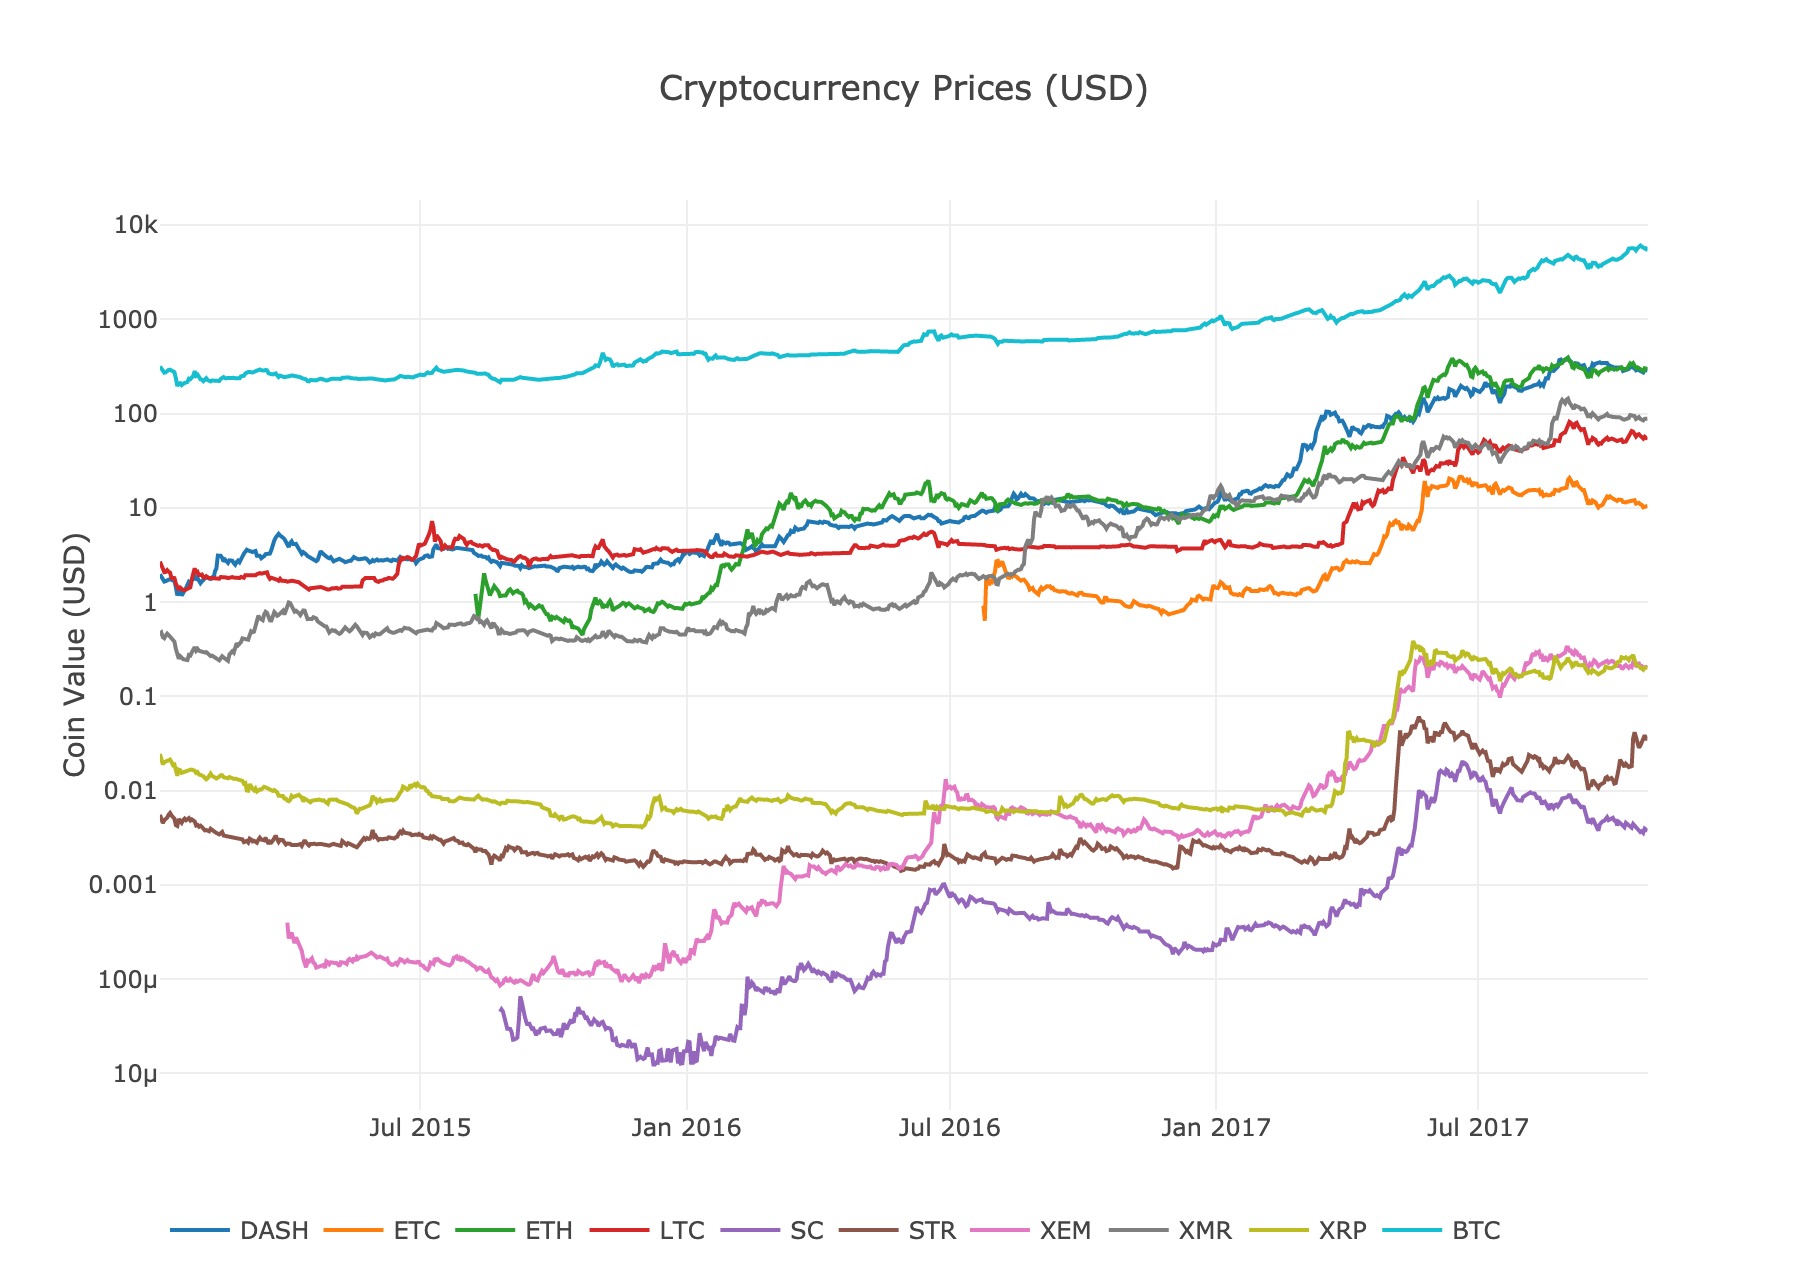 Cryptocurrency Prices (USD)
10k
1000
100
10
1
0.1
0.01
0.001
100μ
10μ
Coin Value (USD)
Jul 2015 Jan 2016 Jul 2016 Jan 2017 Jul 2017
DASH ETC ETH LTC SC STR XEM XMR XRP BTC